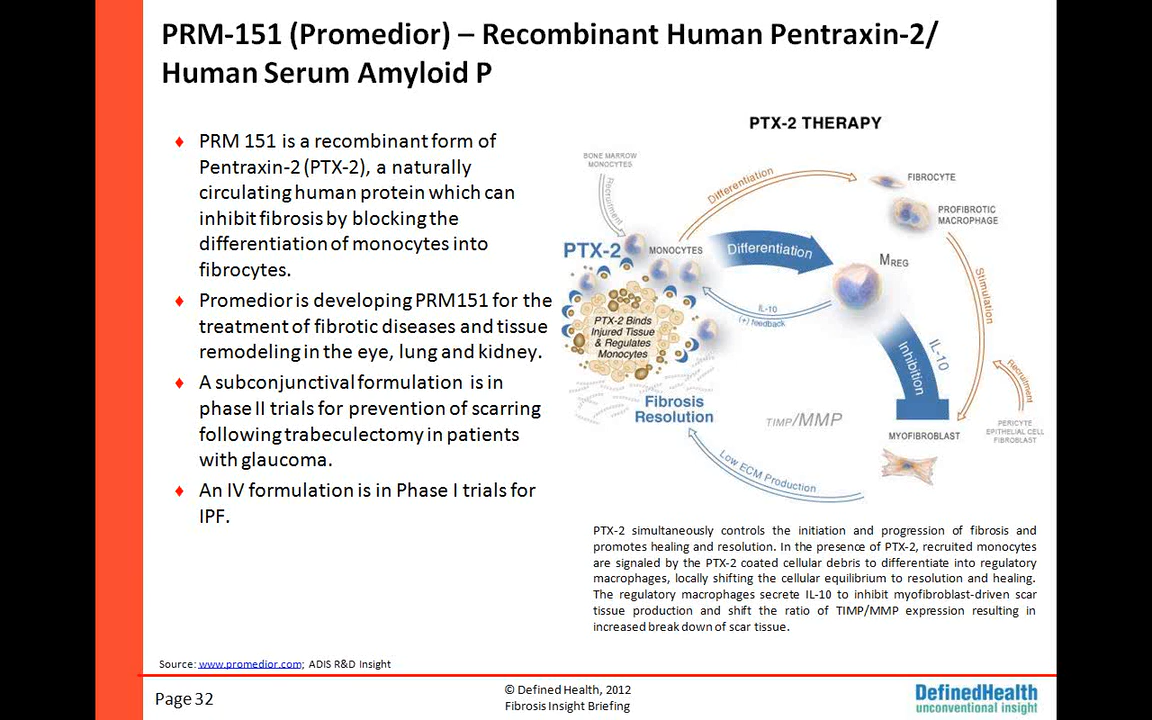 PRM-151 (Promedior) – Recombinant Human Pentraxin-2/
Human Serum Amyloid P
♦ PRM 151 is a recombinant form of
Pentraxin-2 (PTX-2), a naturally
circulating human protein which can
inhibit fibrosis by blocking the
differentiation of monocytes into
fibrocytes.
♦ Promedior is developing PRM151 for the
treatment of fibrotic diseases and tissue
remodeling in the eye, lung and kidney.
♦ A subconjunctival formulation is in
phase II trials for prevention of scarring
following trabeculectomy in patients
with glaucoma.
♦ An IV formulation is in Phase I trials for
IPF.
PTX-2 THERAPY
BONE MARROW
MONOCYTES
Recruitment
Differentiation
FIBROCYTE
PROFIBROTIC
MACROPHAGE
PTX-2
MONOCYTES
Differentiation
MREG
IL-10
(+) feedback
Stimulation
PTX-2 Binds
Injured Tissue
& Regulates
Monocytes
Inhibition
IL-10
Recruitment
Fibrosis
Resolution
TIMP/MMP
MYOFIBROBLAST
PERICYTE
EPITHELIAL CELL
FIBROBLAST
Low ECM Production
PTX-2 simultaneously controls the initiation and progression of fibrosis and
promotes healing and resolution. In the presence of PTX-2, recruited monocytes
are signaled by the PTX-2 coated cellular debris to differentiate into regulatory
macrophages, locally shifting the cellular equilibrium to resolution and healing.
The regulatory macrophages secrete IL-10 to inhibit myofibroblast-driven scar
tissue production and shift the ratio of TIMP/MMP expression resulting in
increased break down of scar tissue.
Source: www.promedior.com; ADIS R&D Insight
Page 32
© Defined Health, 2012
Fibrosis Insight Briefing
DefinedHealth
unconventional insight